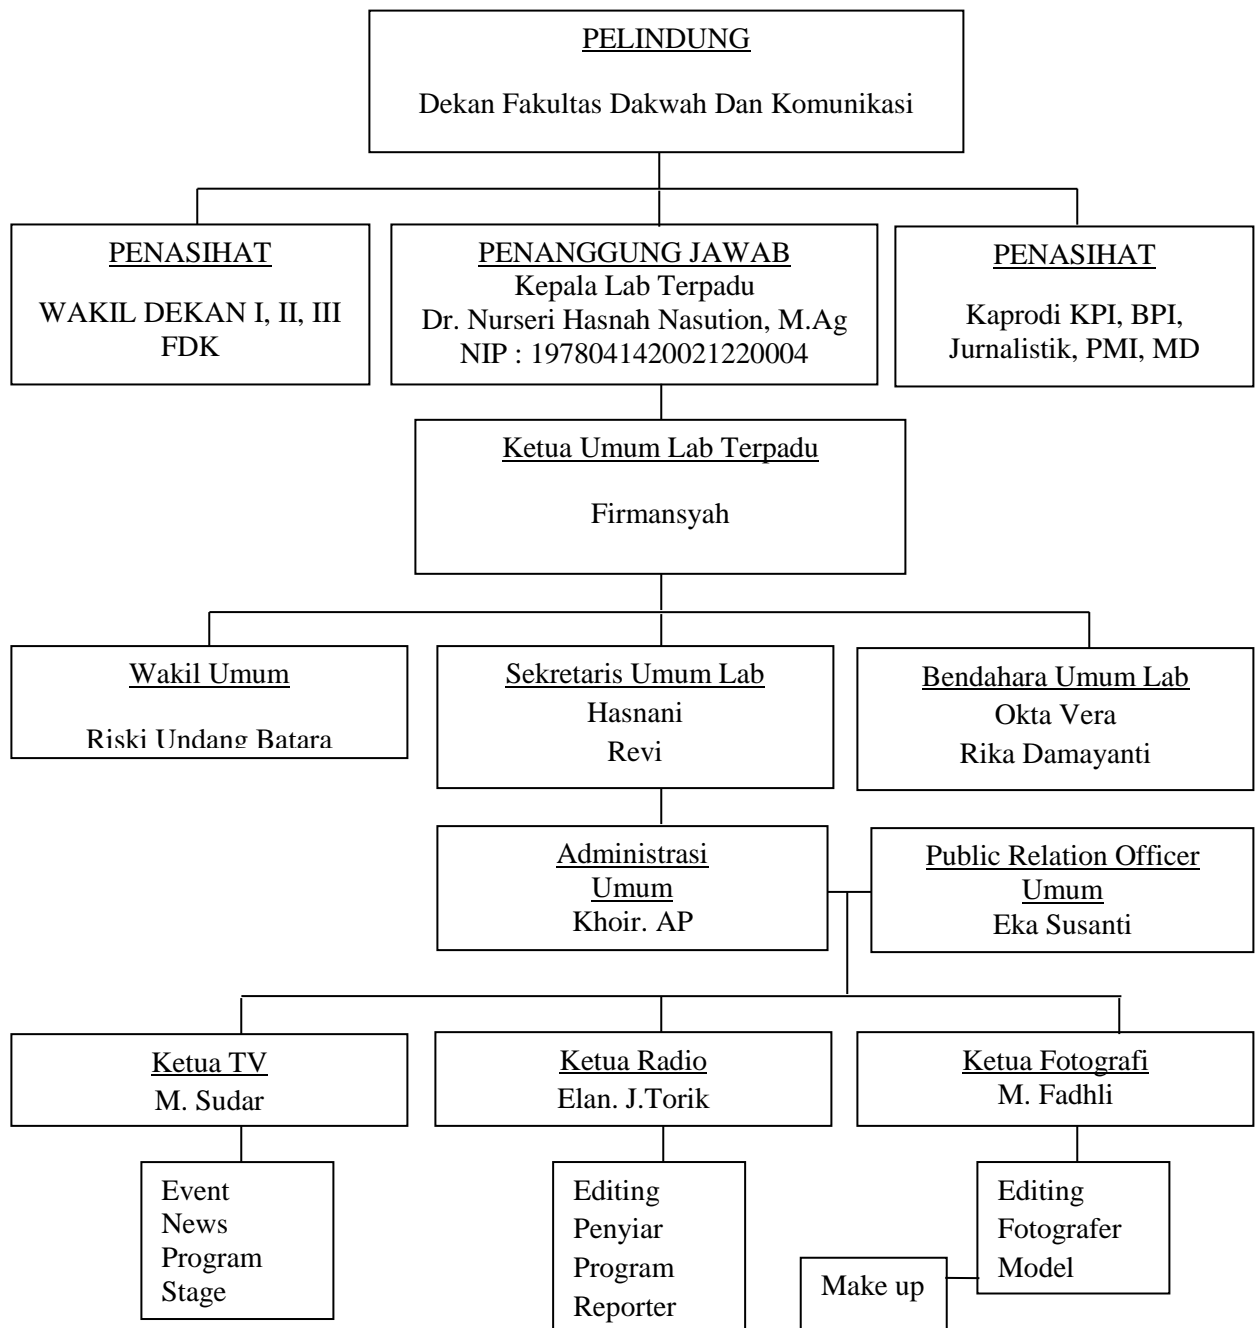 PELINDUNG
Dekan Fakultas Dakwah Dan Komunikasi
PENASIHAT
WAKIL DEKAN I, II, III
FDK
PENANGGUNG JAWAB
Kepala Lab Terpadu
Dr. Nurseri Hasnah Nasution, M.Ag
NIP : 1978041420021220004
PENASIHAT
Kaprodi KPI, BPI,
Jurnalistik, PMI, MD
Ketua Umum Lab Terpadu
Firmansyah
Wakil Umum
Riski Undang Batara
Sekretaris Umum Lab
Hasnani
Revi
Bendahara Umum Lab
Okta Vera
Rika Damayanti
Administrasi
Umum
Khoir. AP
Public Relation Officer
Umum
Eka Susanti
Ketua TV
M. Sudar
Ketua Radio
Elan. J.Torik
Ketua Fotografi
M. Fadhli
Event
News
Program
Stage
Editing
Penyiar
Program
Reporter
Make up
Editing
Fotografer
Model